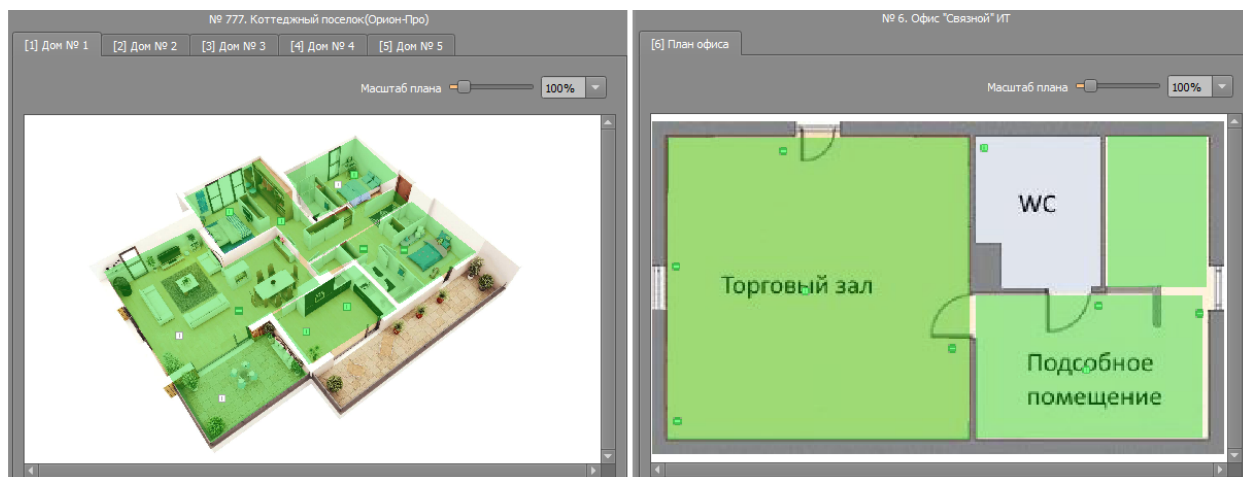 № 777. Коттеджный поселок(Орион-Про)
[1] Дом № 1
[2] Дом № 2
[3] Дом № 3
[4] Дом № 4
[5] Дом № 5
Масштаб плана
100%
№ 6. Офис "Связной" ИТ
[6] План офиса
Масштаб плана
100%
WC
Торговый зал
Подсобное
помещение